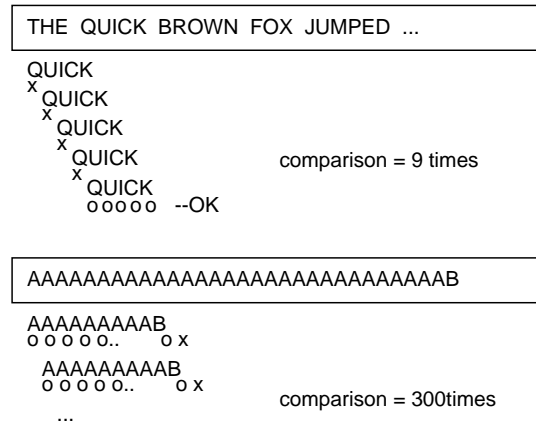 THE QUICK BROWN FOX JUMPED ...
QUICK
x
QUICK
x
QUICK
x
QUICK
x
comparison = 9 times
QUICK
o o o o o --OK
AAAAAAAAAAAAAAAAAAAAAAAAAAAAAAB
AAAAAAAAAB
o o o o o.. o x
AAAAAAAAAB
o o o o o.. o x
comparison = 300times
...